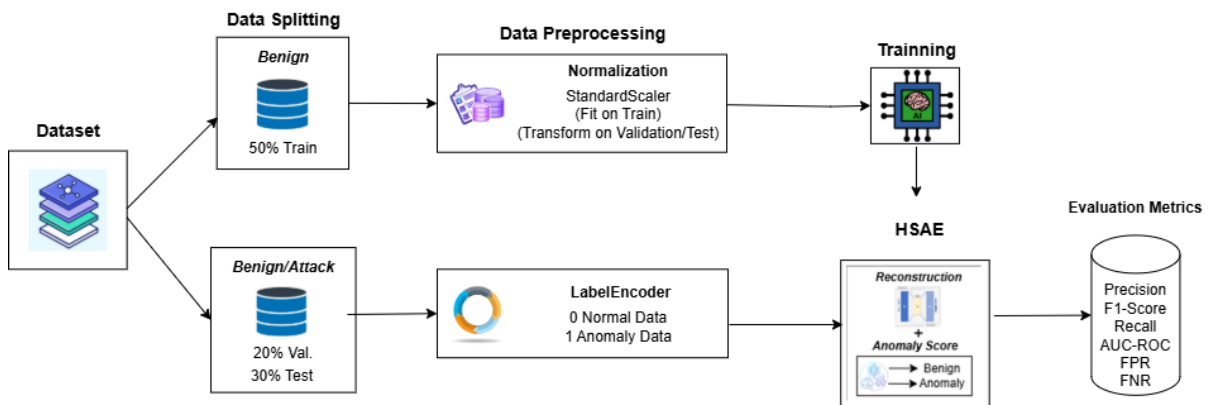 Data Splitting
Benign
50% Train
Data Preprocessing
Normalization
StandardScaler
(Fit on Train)
(Transform on Validation/Test)
Trainning
AI
Dataset
Benign/Attack
20% Val.
30% Test
LabelEncoder
0 Normal Data
1 Anomaly Data
HSAE
Reconstruction
+
Anomaly Score
Benign
Anomaly
Evaluation Metrics
Precision
F1-Score
Recall
AUC-ROC
FPR
FNR